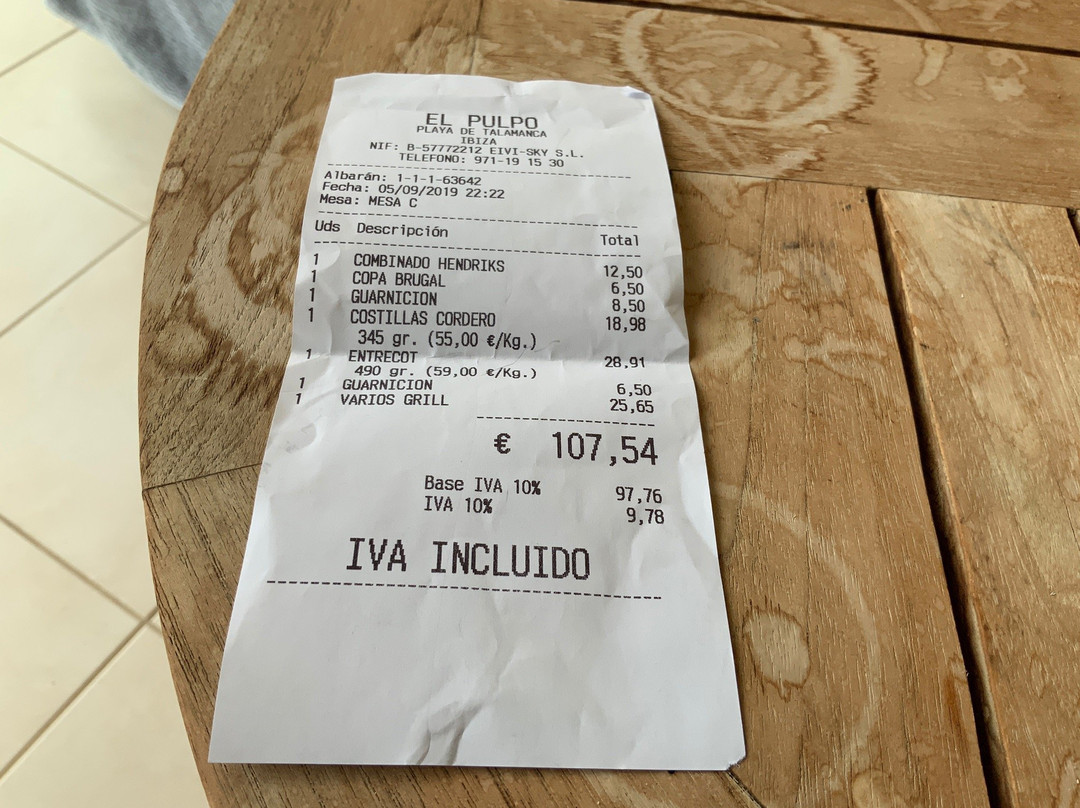 EL PULPO
PLAYA DE TALAMANCA
IBIZA
NIF: B-57772212 EIVI-SKY S.L.
TELEFONO: 971-19 15 30
Albarán: 1-1-1-63642
Fecha: 05/09/2019 22:22
Mesa: MESA C
Uds Descripción Total
1 COMBINADO HENDRIKS 12,50
1 COPA BRUGAL 6,50
1 GUARNICION 8,50
1 COSTILLAS CORDERO 18,98
345 gr. (55,00 €/Kg.)
1 ENTRECOT 28,91
490 gr. (59,00 €/Kg.)
1 GUARNICION 6,50
1 VARIOS GRILL 25,65
€ 107,54
Base IVA 10% 97,76
IVA 10% 9,78
IVA INCLUIDO